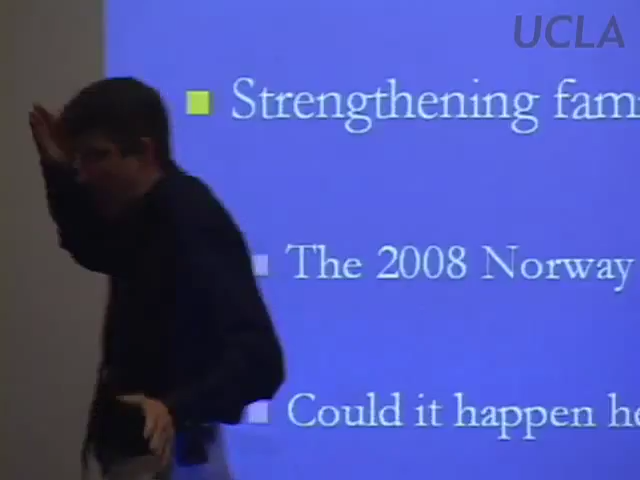 UCLA
Strengthening fam
The 2008 Norway
Could it happen he